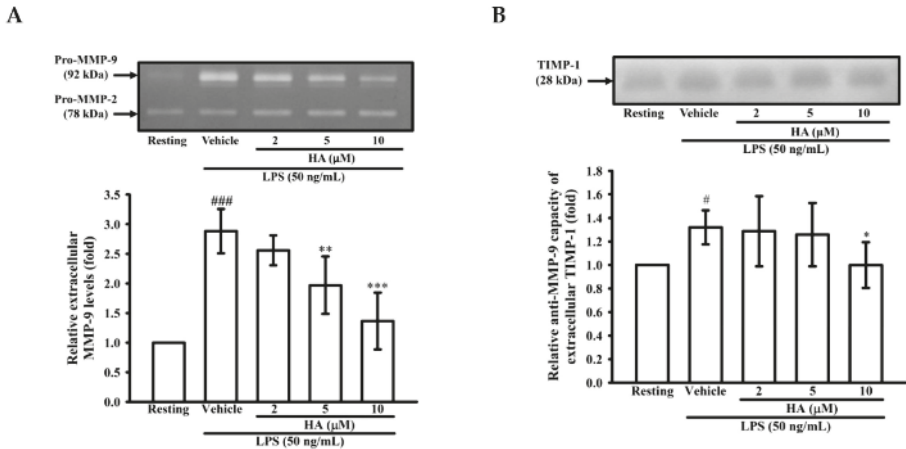 A
Pro-MMP-9
(92 kDa)
Pro-MMP-2
(78 kDa)
Resting Vehicle 2 5 10
HA (μM)
LPS (50 ng/mL)
Relative extracellular
MMP-9 levels (fold)
3.5
3.0
2.5
2.0
1.5
1.0
0.5
0.0
###
**
***
Resting Vehicle 2 5 10
HA (μM)
LPS (50 ng/mL)
B
TIMP-1
(28 kDa)
Resting Vehicle 2 5 10
HA (μM)
LPS (50 ng/mL)
Relative anti-MMP-9 capacity of
extracellular TIMP-1 (fold)
1.8
1.6
1.4
1.2
1.0
0.8
0.6
0.4
0.2
0.0
#
*
Resting Vehicle 2 5 10
HA (μM)
LPS (50 ng/mL)